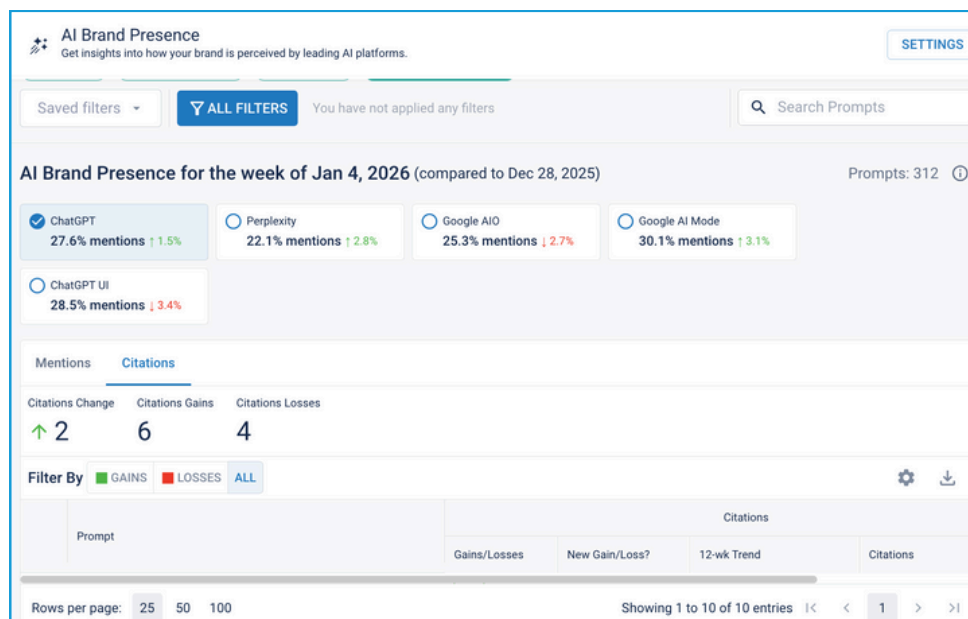 AI Brand Presence
Get insights into how your brand is perceived by leading AI platforms.
SETTINGS
Saved filters
ALL FILTERS
You have not applied any filters
Search Prompts
AI Brand Presence for the week of Jan 4, 2026 (compared to Dec 28, 2025)
Prompts: 312
ChatGPT
27.6% mentions ↑ 1.5%
Perplexity
22.1% mentions ↑ 2.8%
Google AIO
25.3% mentions ↓ 2.7%
Google AI Mode
30.1% mentions ↑ 3.1%
ChatGPT UI
28.5% mentions ↓ 3.4%
Mentions
Citations
Citations Change
Citations Gains
Citations Losses
↑ 2
6
4
Filter By
GAINS
LOSSES
ALL
Prompt
Citations
Gains/Losses
New Gain/Loss?
12-wk Trend
Citations
Rows per page: 25 50 100
Showing 1 to 10 of 10 entries
1